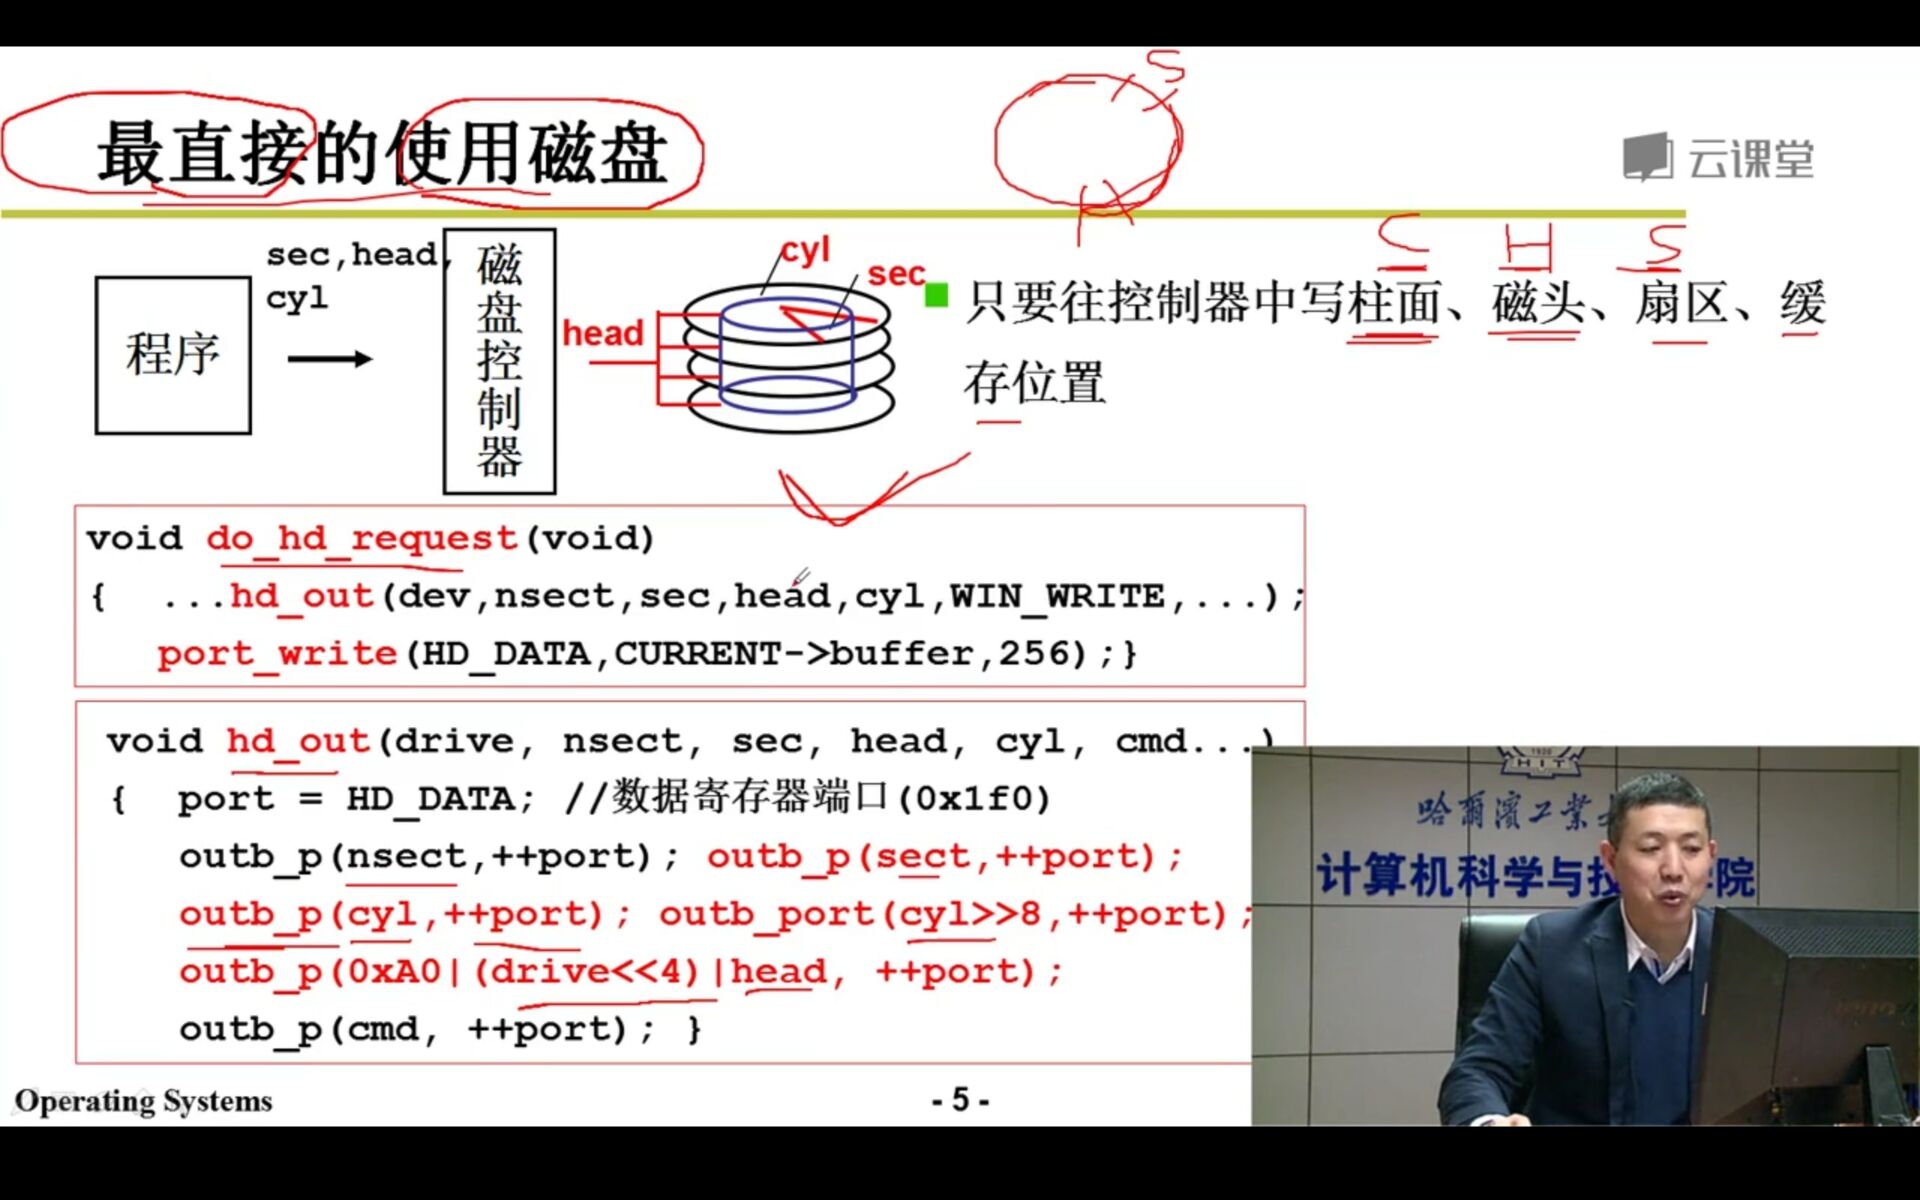 S
最直接的使用磁盘
云课堂
C H S
sec,head,
cyl
程序
磁盘控制器
head
cyl
sec
只要往控制器中写柱面、磁头、扇区、缓
存位置
void do_hd_request(void)
{ ...hd_out(dev,nsect,sec,head,cyl,WIN_WRITE,...);
port_write(HD_DATA,CURRENT->buffer,256);}
void hd_out(drive, nsect, sec, head, cyl, cmd...)
{ port = HD_DATA; //数据寄存器端口(0x1f0)
outb_p(nsect,++port); outb_p(sect,++port);
outb_p(cyl,++port); outb_port(cyl>>8,++port);
outb_p(0xA0|(drive<<4)|head, ++port);
outb_p(cmd, ++port); }
1920
HIT
哈爾濱工業
计算机科学与技 学院
Operating Systems
- 5 -